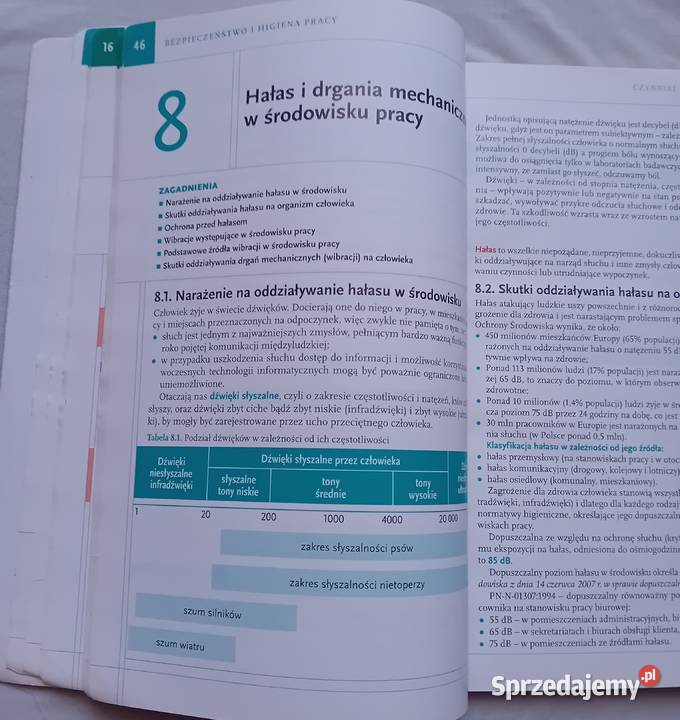 16
46
BEZPIECZEŃSTWO I HIGIENA PRACY
8
Hałas i drgania
w środowisku pracy
ZAGADNIENIA
▪ Narażenie na oddziaływanie hałasu w środowisku
▪ Skutki oddziaływania hałasu na organizm człowieka
▪ Ochrona przed hałasem
▪ Wibracje występujące w środowisku pracy
▪ Podstawowe źródła wibracji w środowisku pracy
▪ Skutki oddziaływania drgań mechanicznych (wibracji) na człowieka
8.1. Narażenie na oddziaływanie hałasu w środowisku
Człowiek żyje w świecie dźwięków. Docierają one do niego w pracy, w
cy i miejscach przeznaczonych na odpoczynek, więc zwykle nie pamięta o tym, że
• słuch jest jednym z najważniejszych zmysłów, pełniącym bardzo ważną
roko pojętej komunikacji międzyludzkiej;
• w przypadku uszkodzenia słuchu dostęp do informacji i możliwość
woczesnych technologii informatycznych mogą być poważnie ograniczone
uniemożliwione.
Otaczają nas dźwięki słyszalne, czyli o zakresie częstotliwości i natężeń,
słyszy, oraz dźwięki zbyt ciche bądź zbyt niskie (infradźwięki) i zbyt wysokie
ki), by mogły być zarejestrowane przez ucho przeciętnego człowieka.
Tabela 8.1. Podział dźwięków w zależności od ich częstotliwości
Dźwięki
niesłyszalne
infradźwięki
Dźwięki słyszalne przez człowieka
słyszalne
tony niskie
tony
średnie
tony
wysokie
1 20 200 1000 4000 20 000
zakres słyszalności psów
zakres słyszalności nietoperzy
szum silników
szum wiatru
CZYNNIKI
Jednostką opisującą natężenie dźwięku jest decybel
dźwięku, gdyż jest on parametrem subiektywnym –
Zakres pełnej słyszalności człowieka o normalnym
słyszalności 0 decybeli (dB) a progiem bólu wynoszący
możliwa do osiągnięcia tylko w laboratoriach
intensywny, że zamiast go słyszeć, odczuwamy ból.
Dźwięki – w zależności od stopnia natężenia,
nia – wpływają pozytywnie lub negatywnie na stan
szkadzać, wywoływać przykre odczucia słuchowe i
zdrowie. Ta szkodliwość wzrasta wraz ze wzrostem
jego częstotliwości.
Hałas to wszelkie niepożądane, nieprzyjemne,
ki oddziaływujące na narząd słuchu i inne zmysły
waniu czynności lub utrudniające wypoczynek.
8.2. Skutki oddziaływania hałasu na
Hałas atakujący ludzkie uszy powszechnie i z
grożenie dla zdrowia i jest narastającym problemem
Ochrony Środowiska wynika, że około:
• 450 milionów mieszkańców Europy (65% populacji)
rażonych na oddziaływanie hałasu o natężeniu 55
tywnie wpływa na zdrowie;
• Ponad 113 milionów ludzi (17% populacji) jest
żej 65 dB, to znaczy do poziomu, w którym
zdrowotne;
• Ponad 10 milionów (1,4% populacji) ludzi żyje w
cza poziom 75 dB przez 24 godziny na dobę, co jest
• 30 mln pracowników w Europie jest narażonych na
nia słuchu (w Polsce ponad 0,5 mln).
Klasyfikacja hałasu w zależności od jego źródła:
• hałas przemysłowy (na stanowiskach pracy i w
• hałas komunikacyjny (drogowy, kolejowy i
• hałas osiedlowy (komunalny, mieszkaniowy).
Zagrożenie dla zdrowia człowieka stanowią
tradźwięki, infradźwięki) i dlatego dla każdego
normatywy higieniczne, określające jego
wiskach pracy.
Dopuszczalna ze względu na ochronę słuchu
mu ekspozycji na hałas, odniesiona do
to 85 dB.
Dopuszczalny poziom hałasu w środowisku określa
dowiska z dnia 14 czerwca 2007 r. w sprawie
PN-N-01307:1994 – dopuszczalny równoważny
cownika na stanowisku pracy biurowej:
• 55 dB – w pomieszczeniach administracyjnych,
• 65 dB – w sekretariatach i biurach obsługi klienta,
• 75 dB – w pomieszczeniach ze źródłami hałasu.
Sprzedajemy.pl